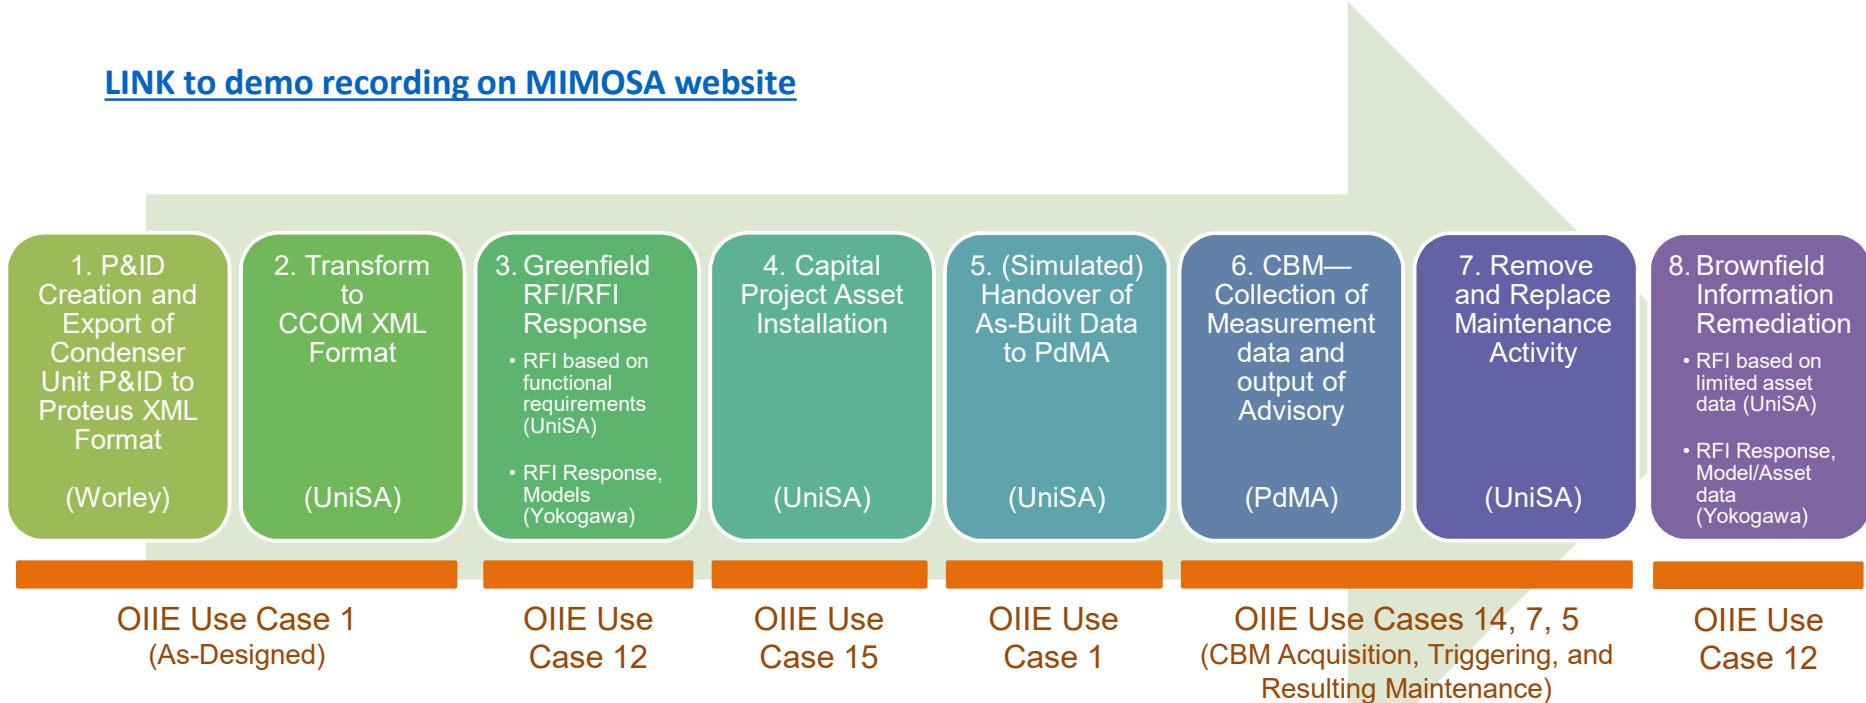 LINK to demo recording on MIMOSA website
1. P&ID
Creation and
Export of
Condenser
Unit P&ID to
Proteus XML
Format
(Worley)
2. Transform
to
CCOM XML
Format
(UniSA)
3. Greenfield
RFI/RFI
Response
• RFI based on
functional
requirements
(UniSA)
• RFI Response,
Models
(Yokogawa)
4. Capital
Project Asset
Installation
(UniSA)
5. (Simulated)
Handover of
As-Built Data
to PdMA
(UniSA)
6. CBM—
Collection of
Measurement
data and
output of
Advisory
(PdMA)
7. Remove
and Replace
Maintenance
Activity
(UniSA)
8. Brownfield
Information
Remediation
• RFI based on
limited asset
data (UniSA)
• RFI Response,
Model/Asset
data
(Yokogawa)
OIIE Use Case 1
(As-Designed)
OIIE Use
Case 12
OIIE Use
Case 15
OIIE Use
Case 1
OIIE Use Cases 14, 7, 5
(CBM Acquisition, Triggering, and
Resulting Maintenance)
OIIE Use
Case 12